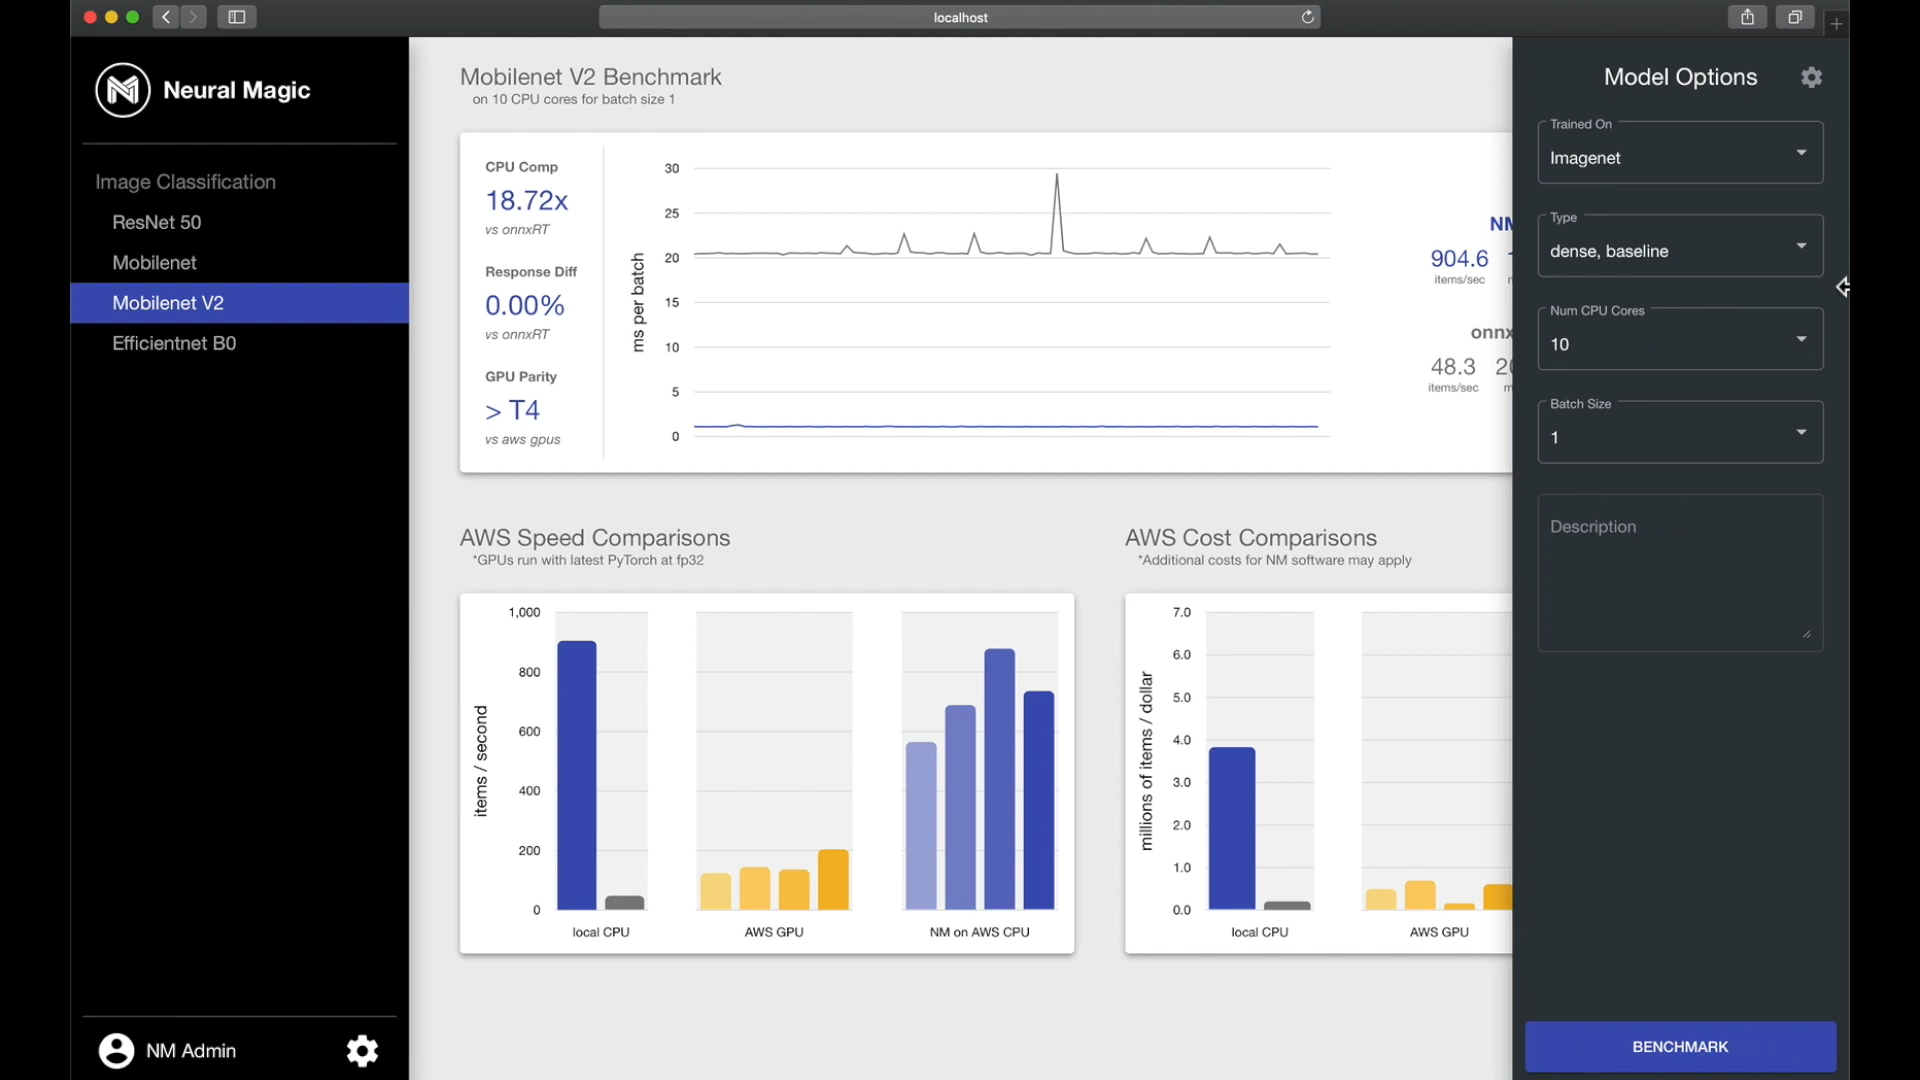 localhost
Neural Magic
Image Classification
ResNet 50
Mobilenet
Mobilenet V2
Efficientnet B0
NM Admin
Mobilenet V2 Benchmark
on 10 CPU cores for batch size 1
CPU Comp
18.72x
vs onnxRT
Response Diff
0.00%
vs onnxRT
GPU Parity
> T4
vs aws gpus
ms per batch
30
25
20
15
10
5
0
NM
904.6
items/sec
onnx
48.3
items/sec
AWS Speed Comparisons
*GPUs run with latest PyTorch at fp32
items / second
1,000
800
600
400
200
0
local CPU
AWS GPU
NM on AWS CPU
AWS Cost Comparisons
*Additional costs for NM software may apply
millions of items / dollar
7.0
6.0
5.0
4.0
3.0
2.0
1.0
0.0
local CPU
AWS GPU
Model Options
Trained On
Imagenet
Type
dense, baseline
Num CPU Cores
10
Batch Size
1
Description
BENCHMARK